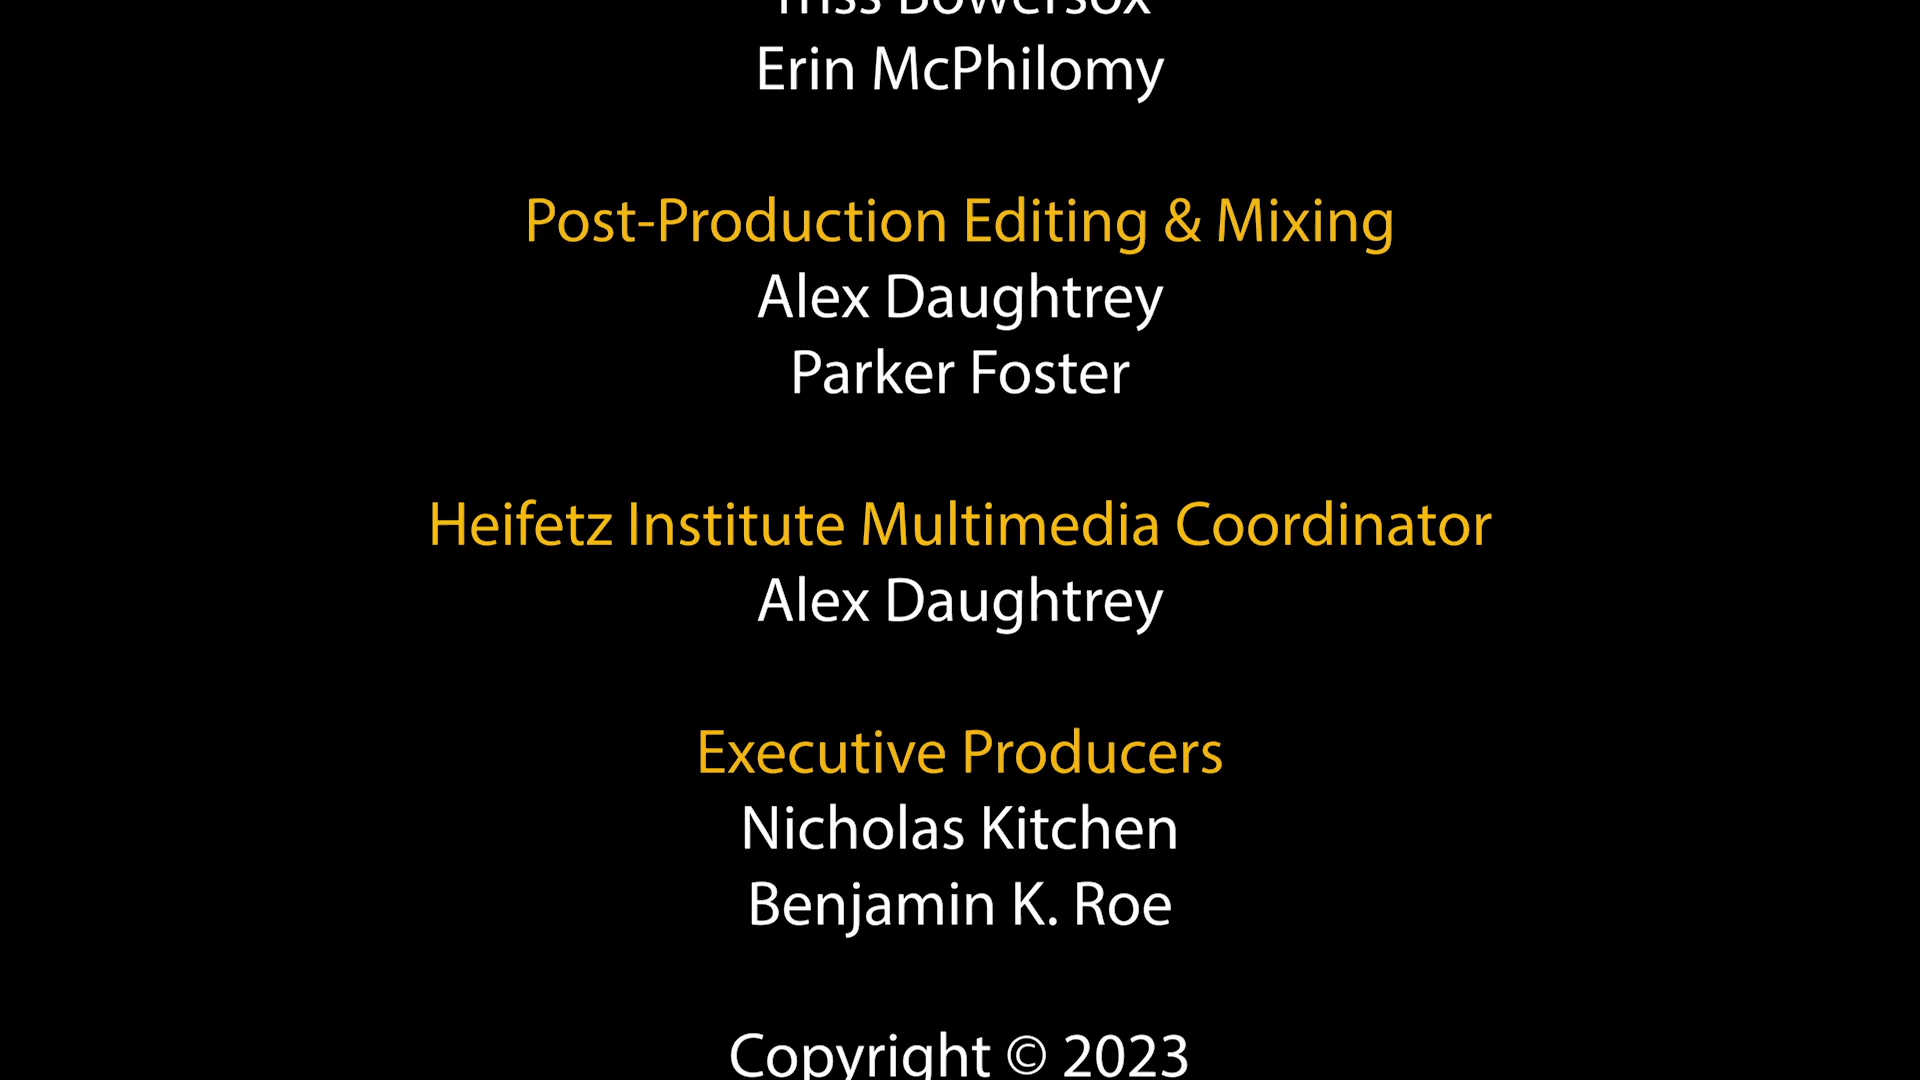 Bowersox
Erin McPhilomy
Post-Production Editing & Mixing
Alex Daughtrey
Parker Foster
Heifetz Institute Multimedia Coordinator
Alex Daughtrey
Executive Producers
Nicholas Kitchen
Benjamin K. Roe
Copyright © 2023